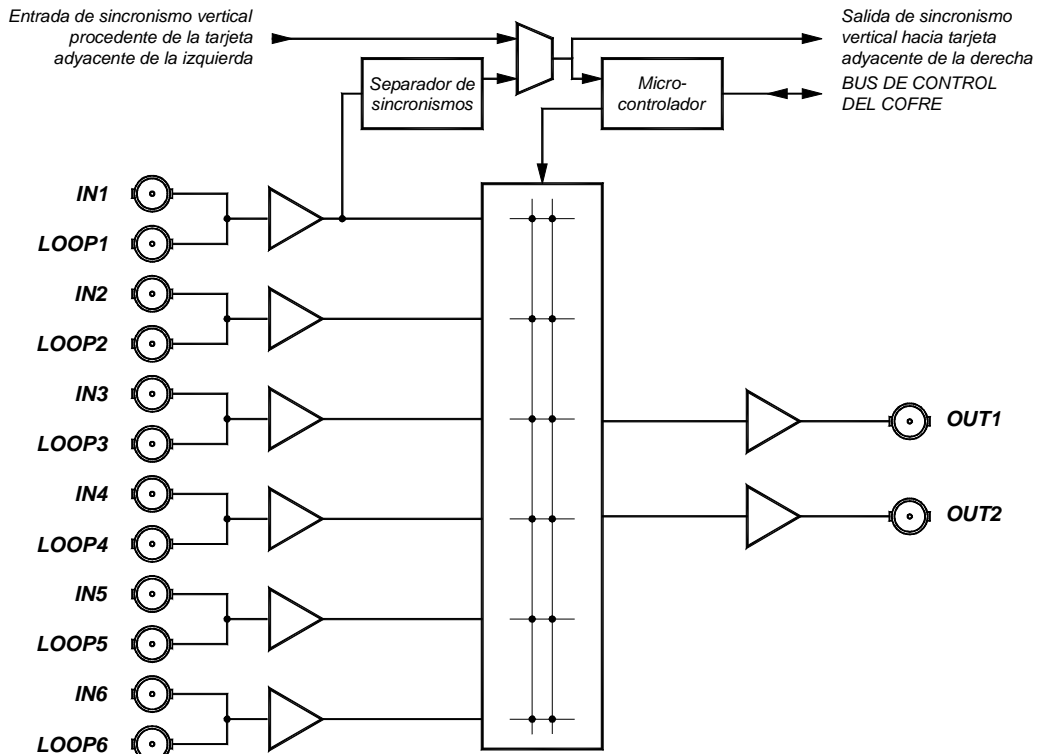 Entrada de sincronismo vertical
procedente de la tarjeta
adyacente de la izquierda
Salida de sincronismo
vertical hacia tarjeta
adyacente de la derecha
Separador de
sincronismos
Micro-
controlador
BUS DE CONTROL
DEL COFRE
IN1
LOOP1
IN2
LOOP2
IN3
LOOP3
OUT1
IN4
LOOP4
OUT2
IN5
LOOP5
IN6
LOOP6